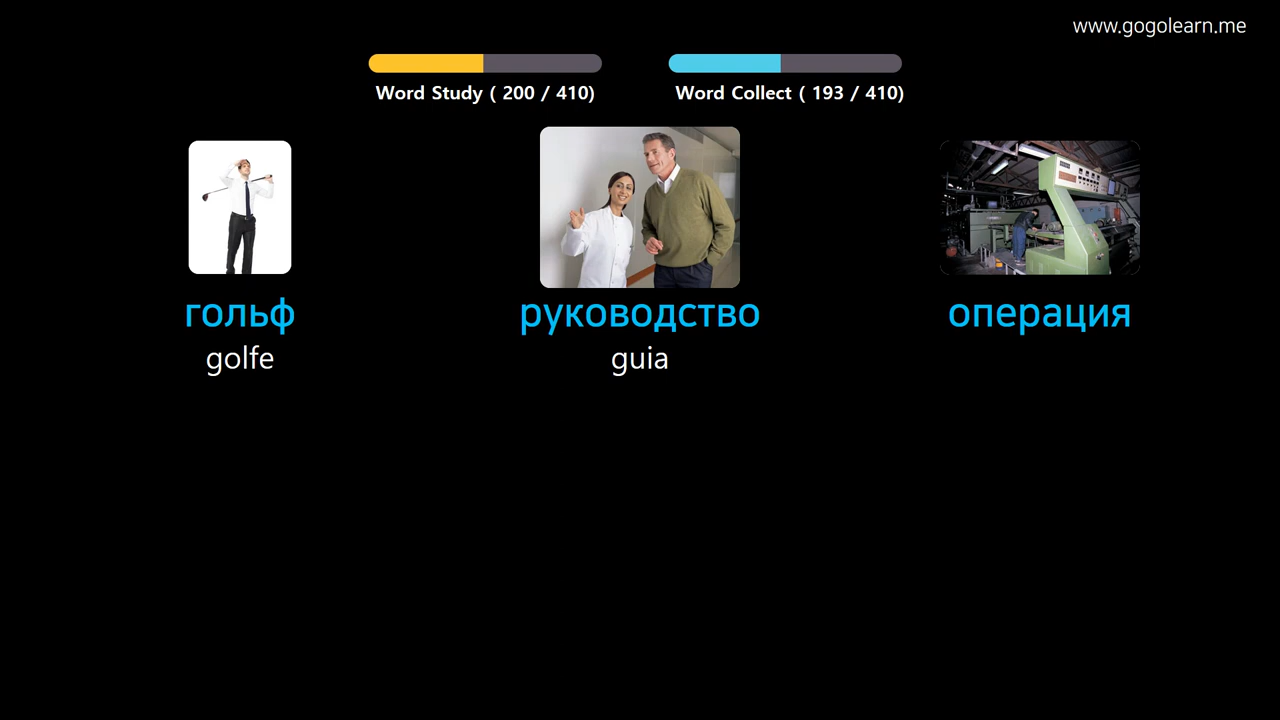 www.gogolearn.me
Word Study ( 200 / 410)
Word Collect ( 193 / 410)
гольф
golfe
руководство
guia
операция